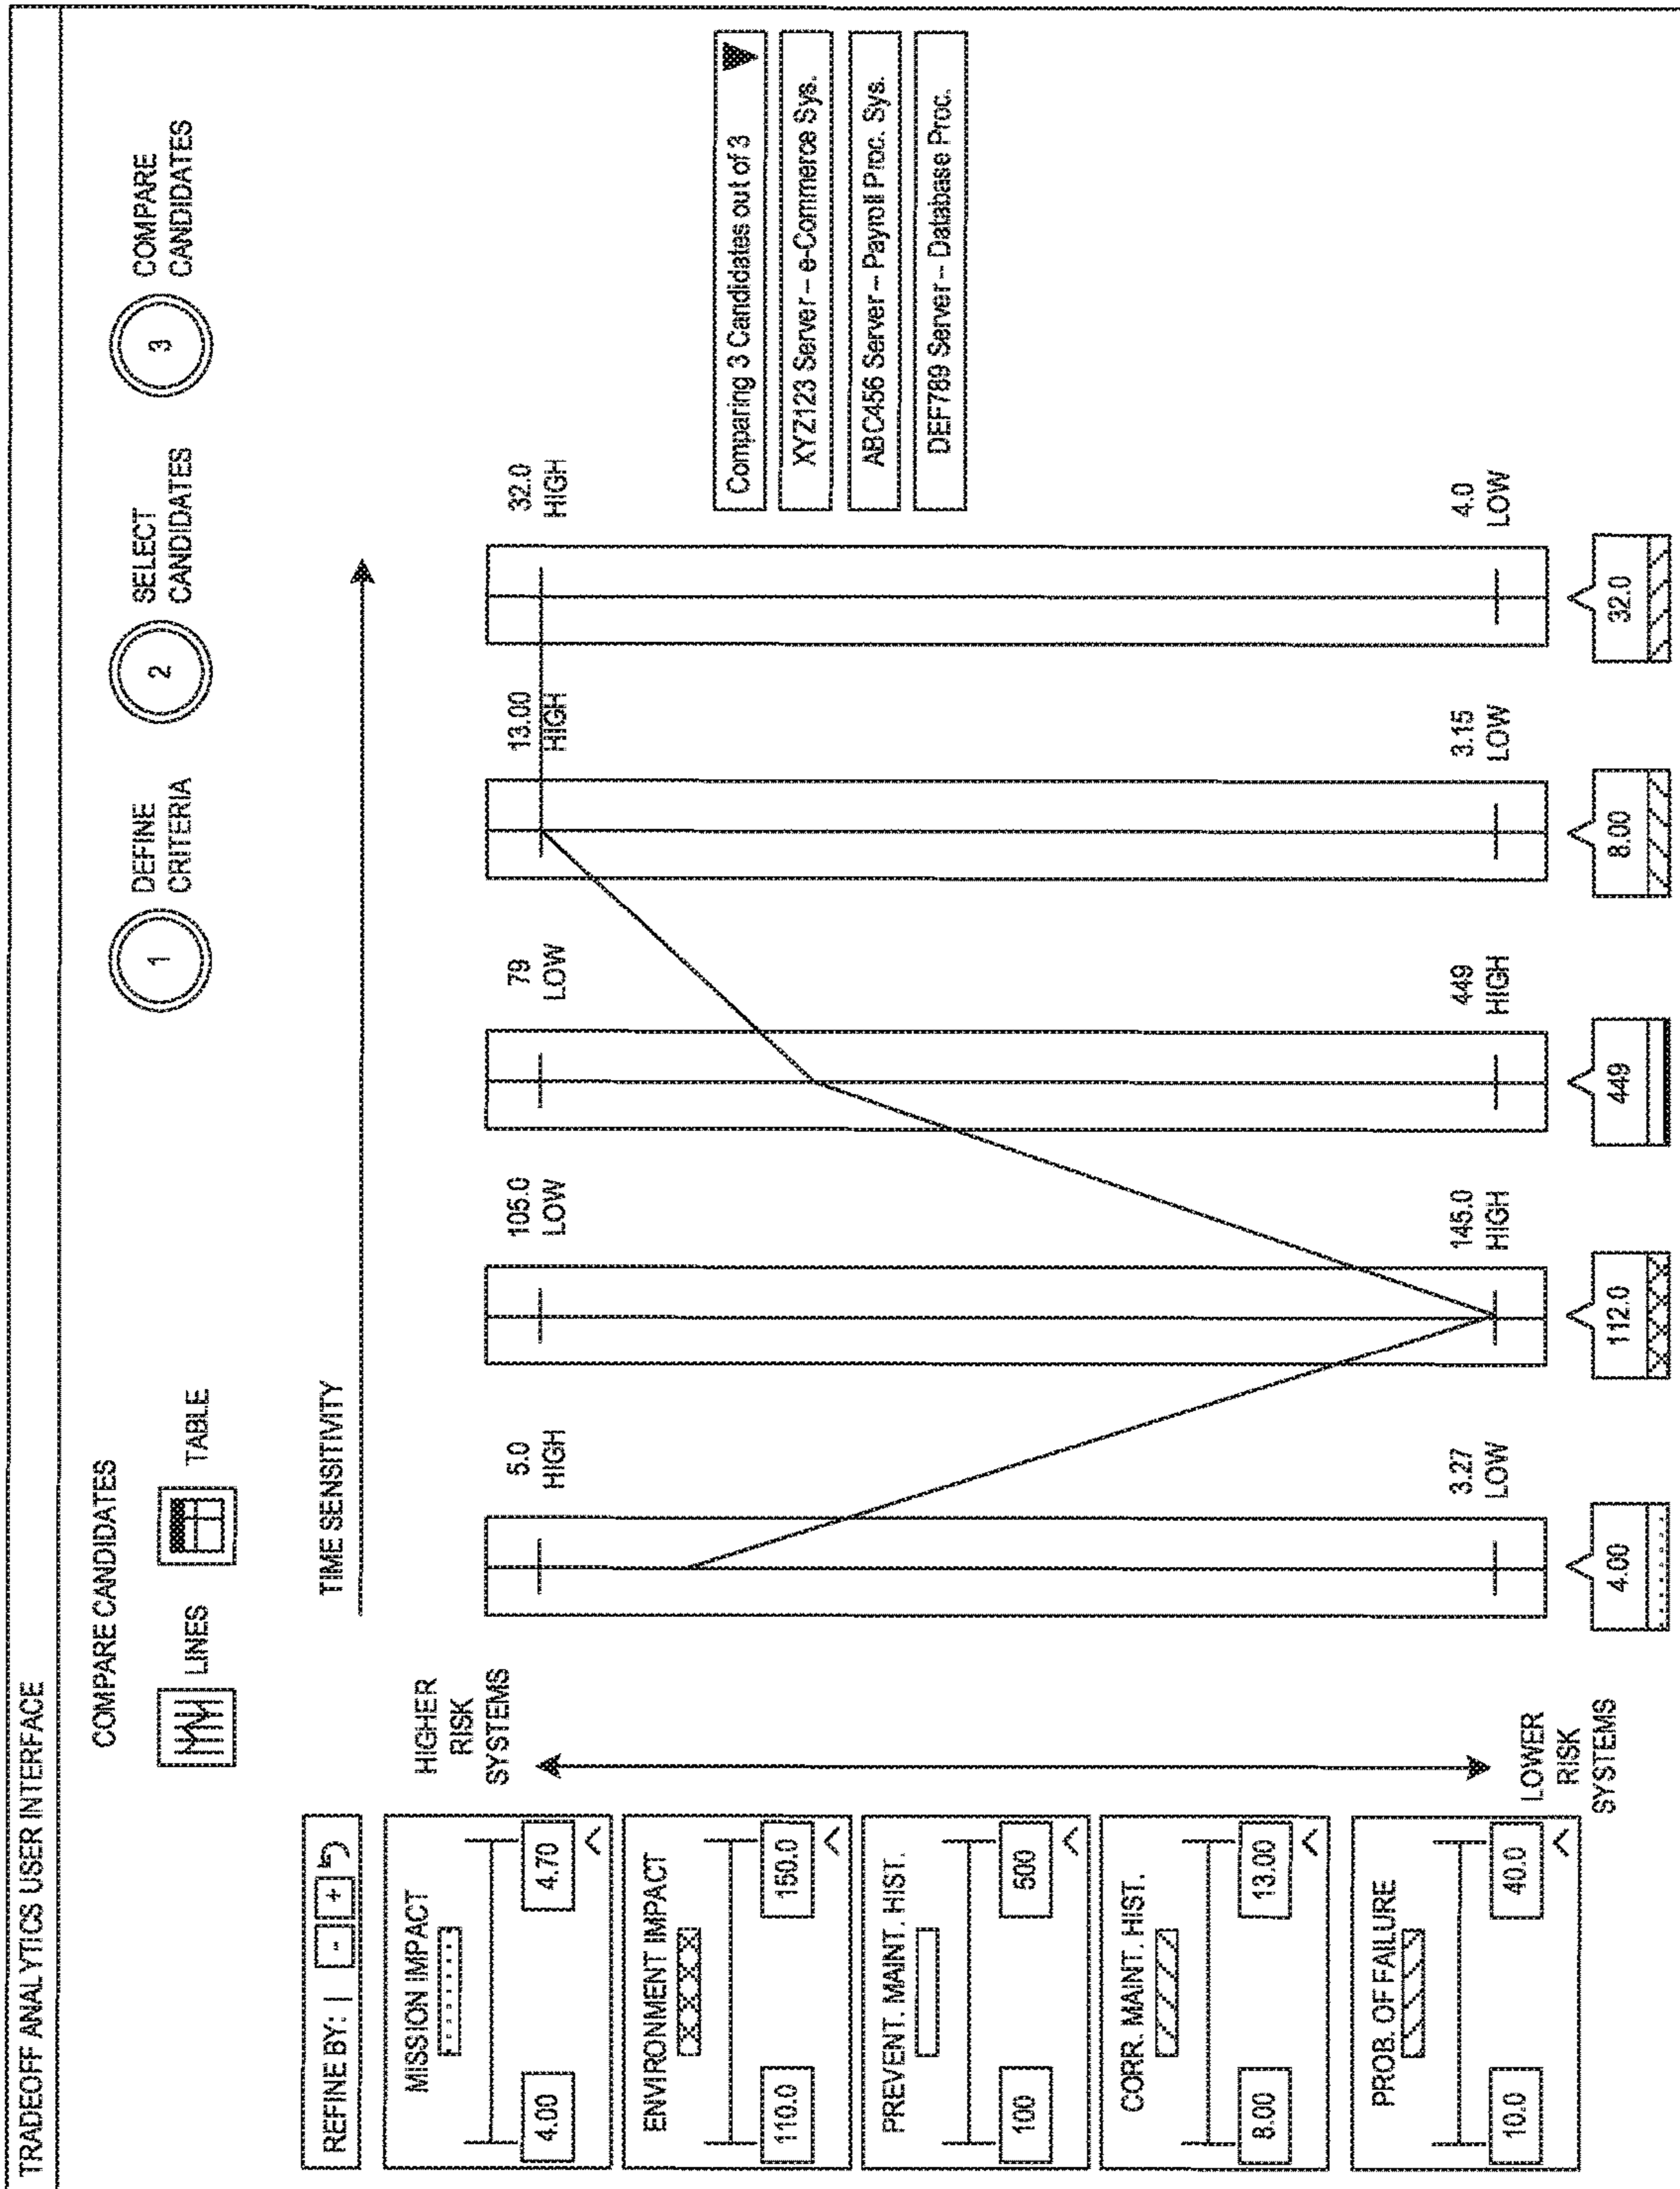 TRADEOFF ANALYTICS USER INTERFACE
COMPARE CANDIDATES
LINES
TABLE
1
DEFINE
CRITERIA
2
SELECT
CANDIDATES
3
COMPARE
CANDIDATES
REFINE BY: | - +
MISSION IMPACT
4.00
4.70
ENVIRONMENT IMPACT
110.0
150.0
PREVENT. MAINT. HIST.
100
500
CORR. MAINT. HIST.
8.00
13.00
PROB. OF FAILURE
10.0
40.0
HIGHER
RISK
SYSTEMS
LOWER
RISK
SYSTEMS
TIME SENSITIVITY
5.0
HIGH
105.0
LOW
79
LOW
13.00
HIGH
32.0
HIGH
3.27
LOW
145.0
HIGH
449
HIGH
3.15
LOW
4.0
LOW
4.00
112.0
449
8.00
32.0
Comparing 3 Candidates out of 3
XYZ123 Server – e-Commerce Sys.
ABC456 Server – Payroll Proc. Sys.
DEF789 Server – Database Proc.